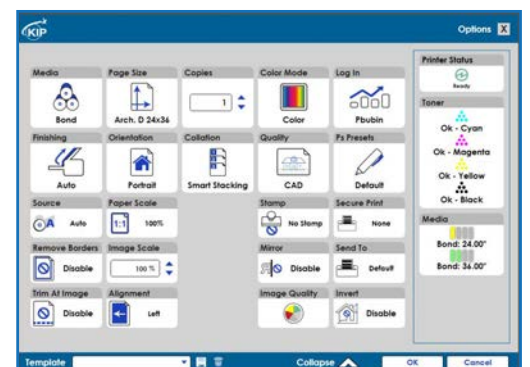 KIP
Options X
Printer Status
Ready
Media
Page Size
Copies
Color Mode
Log In
Bond
Arch. D 24x36
1
Color
Pbubin
Toner
Ok - Cyan
Ok - Magenta
Ok - Yellow
Ok - Black
Finishing
Orientation
Collation
Quality
Ps Presets
Auto
Portrait
Smart Stacking
CAD
Default
Source
Paper Scale
Stamp
Secure Print
A Auto
1:1 100%
No Stamp
None
Media
Bond: 24.00"
Bond: 36.00"
Remove Borders
Image Scale
Mirror
Send To
Disable
100 %
Disable
Default
Trim At Image
Alignment
Image Quality
Invert
Disable
Left
Disable
Template
Collapse
OK
Cancel